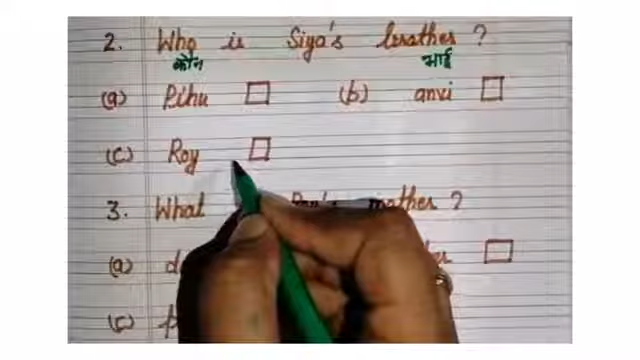 2. Who is Siya's brother ?
कौन भाई
(a) Pihu (b) anvi
(c) Roy
3. What mother ?
(a)
(c)